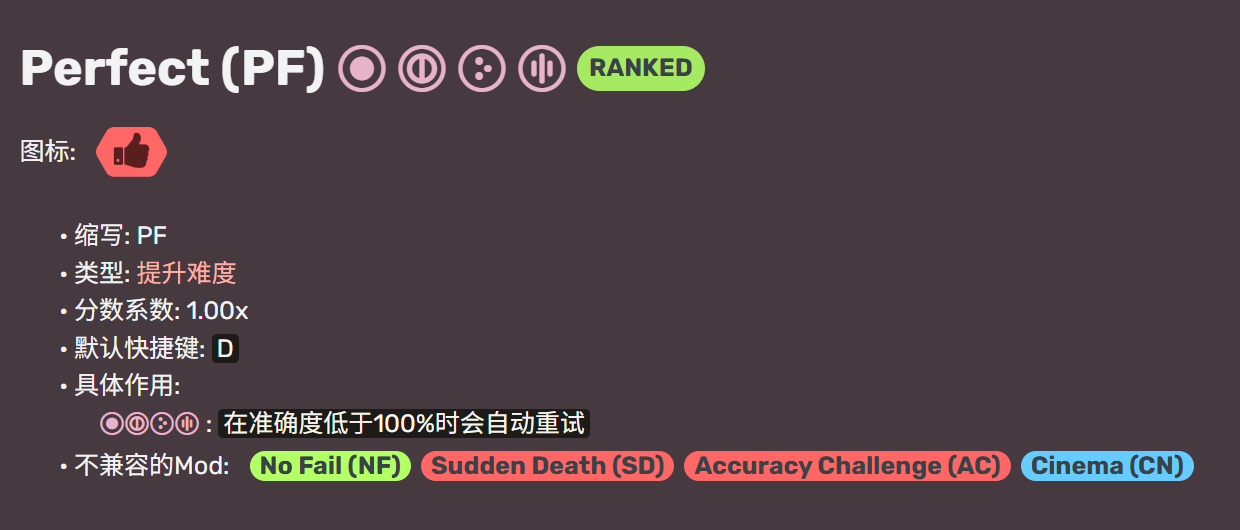 Perfect (PF) RANKED
图标:
• 缩写: PF
• 类型: 提升难度
• 分数系数: 1.00x
• 默认快捷键: D
• 具体作用:
: 在准确度低于100%时会自动重试
• 不兼容的Mod: No Fail (NF) Sudden Death (SD) Accuracy Challenge (AC) Cinema (CN)